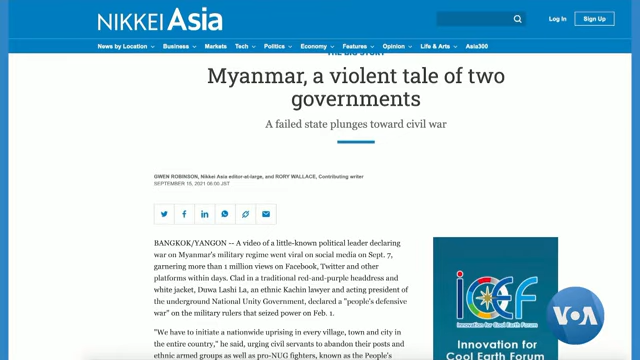 NIKKEI Asia
Log In
Sign Up
News by Location
Business
Markets
Tech
Politics
Economy
Features
Opinion
Life & Arts
Asia300
THE BIG STORY
Myanmar, a violent tale of two
governments
A failed state plunges toward civil war
GWEN ROBINSON, Nikkei Asia editor-at-large, and RORY WALLACE, Contributing writer
SEPTEMBER 15, 2021 06:00 JST
BANGKOK/YANGON -- A video of a little-known political leader declaring
war on Myanmar's military regime went viral on social media on Sept. 7,
garnering more than 1 million views on Facebook, Twitter and other
platforms within days. Clad in a traditional red-and-purple headdress and
white jacket, Duwa Lashi La, an ethnic Kachin lawyer and acting president of
the underground National Unity Government, declared a "people's defensive
war" on the military rulers that seized power on Feb. 1.
"We have to initiate a nationwide uprising in every village, town and city in
the entire country," he said, urging civil servants to abandon their posts and
ethnic armed groups as well as pro-NUG fighters, known as the People's
ICEF
Innovation for Cool Earth Forum
Innovation for
Cool Earth Forum
VOA